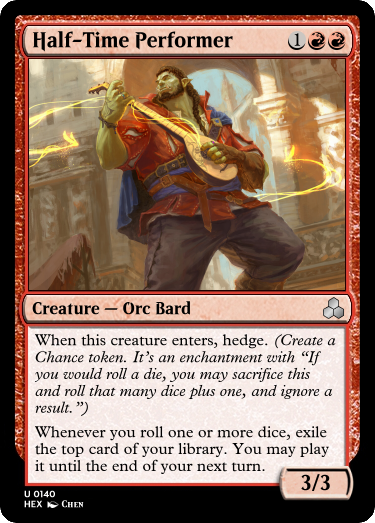 Half-Time Performer 1
Creature — Orc Bard
When this creature enters, hedge. (Create a
Chance token. It's an enchantment with “If
you would roll a die, you may sacrifice this
and roll that many dice plus one, and ignore a
result.”)
Whenever you roll one or more dice, exile
the top card of your library. You may play
it until the end of your next turn.
3/3
U 0140
HEX CHEN